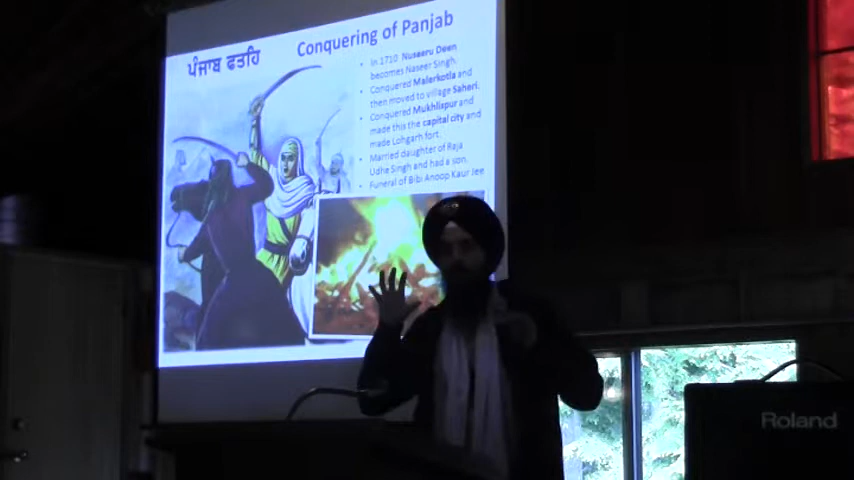 ਪੰਜਾਬ ਫਤਹਿ
Conquering of Panjab
• In 1710 Nuseeru Deen
becomes Naseer Singh.
• Conquered Malerkotla and
then moved to village Saheri.
• Conquered Mukhlispur and
made this the capital city and
made Lohgarh fort.
• Married daughter of Raja
Udhe Singh and had a son.
• Funeral of Bibi Anoop Kaur Jee
Roland